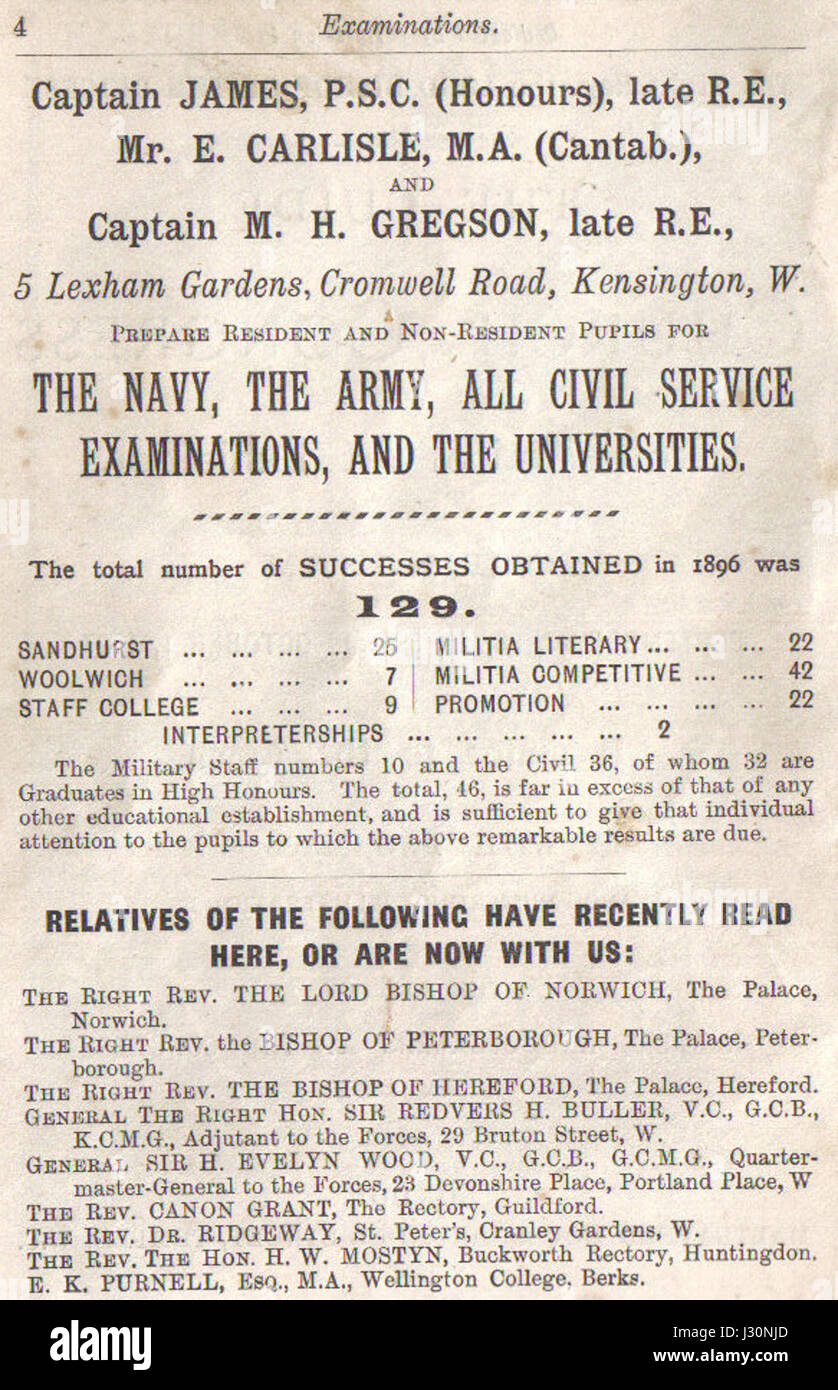 4 Examinations.
Captain JAMES, P.S.C. (Honours), late R.E.,
Mr. E. CARLISLE, M.A. (Cantab.),
AND
Captain M. H. GREGSON, late R.E.,
5 Lexham Gardens, Cromwell Road, Kensington, W.
PREPARE RESIDENT AND NON-RESIDENT PUPILS FOR
THE NAVY, THE ARMY, ALL CIVIL SERVICE
EXAMINATIONS, AND THE UNIVERSITIES.
The total number of SUCCESSES OBTAINED in 1896 was
129.
SANDHURST ... ... ... ... 25 MILITIA LITERARY... ... ... 22
WOOLWICH ... ... ... ... 7 MILITIA COMPETITIVE ... ... 42
STAFF COLLEGE ... ... ... 9 PROMOTION ... ... ... ... 22
INTERPRETERSHIPS ... ... ... ... ... 2
The Military Staff numbers 10 and the Civil 36, of whom 32 are
Graduates in High Honours. The total, 46, is far in excess of that of any
other educational establishment, and is sufficient to give that individual
attention to the pupils to which the above remarkable results are due.
RELATIVES OF THE FOLLOWING HAVE RECENTLY READ
HERE, OR ARE NOW WITH US:
THE RIGHT REV. THE LORD BISHOP OF NORWICH, The Palace,
Norwich.
THE RIGHT REV. the BISHOP OF PETERBOROUGH, The Palace, Peter-
borough.
THE RIGHT REV. THE BISHOP OF HEREFORD, The Palace, Hereford.
GENERAL THE RIGHT HON. SIR REDVERS H. BULLER, V.C., G.C.B.,
K.C.M.G., Adjutant to the Forces, 29 Bruton Street, W.
GENERAL SIR H. EVELYN WOOD, V.C., G.C.B., G.C.M.G., Quarter-
master-General to the Forces, 23 Devonshire Place, Portland Place, W
THE REV. CANON GRANT, The Rectory, Guildford.
THE REV. DR. RIDGEWAY, St. Peter's, Cranley Gardens, W.
THE REV. THE HON. H. W. MOSTYN, Buckworth Rectory, Huntingdon.
E. K. PURNELL, ESQ., M.A., Wellington College, Berks.
alamy
Image ID: J30NJD
www.alamy.com